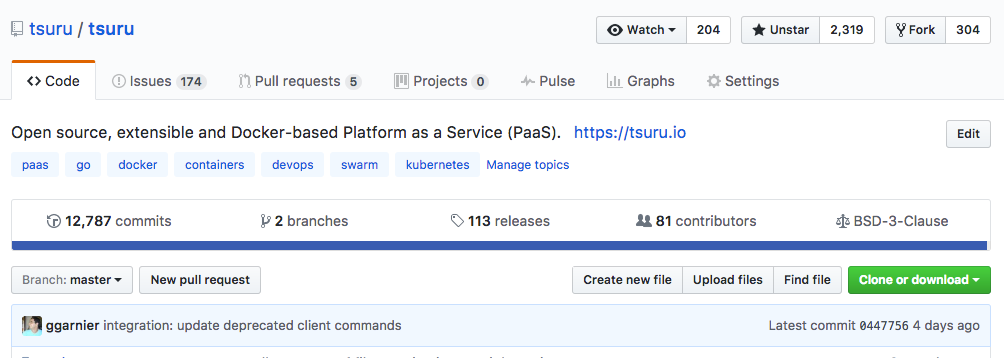 tsuru / tsuru Watch 204 Unstar 2,319 Fork 304
Code Issues 174 Pull requests 5 Projects 0 Pulse Graphs Settings
Open source, extensible and Docker-based Platform as a Service (PaaS). https://tsuru.io Edit
paas go docker containers devops swarm kubernetes Manage topics
12,787 commits 2 branches 113 releases 81 contributors BSD-3-Clause
Branch: master New pull request Create new file Upload files Find file Clone or download
ggarnier integration: update deprecated client commands Latest commit 0447756 4 days ago